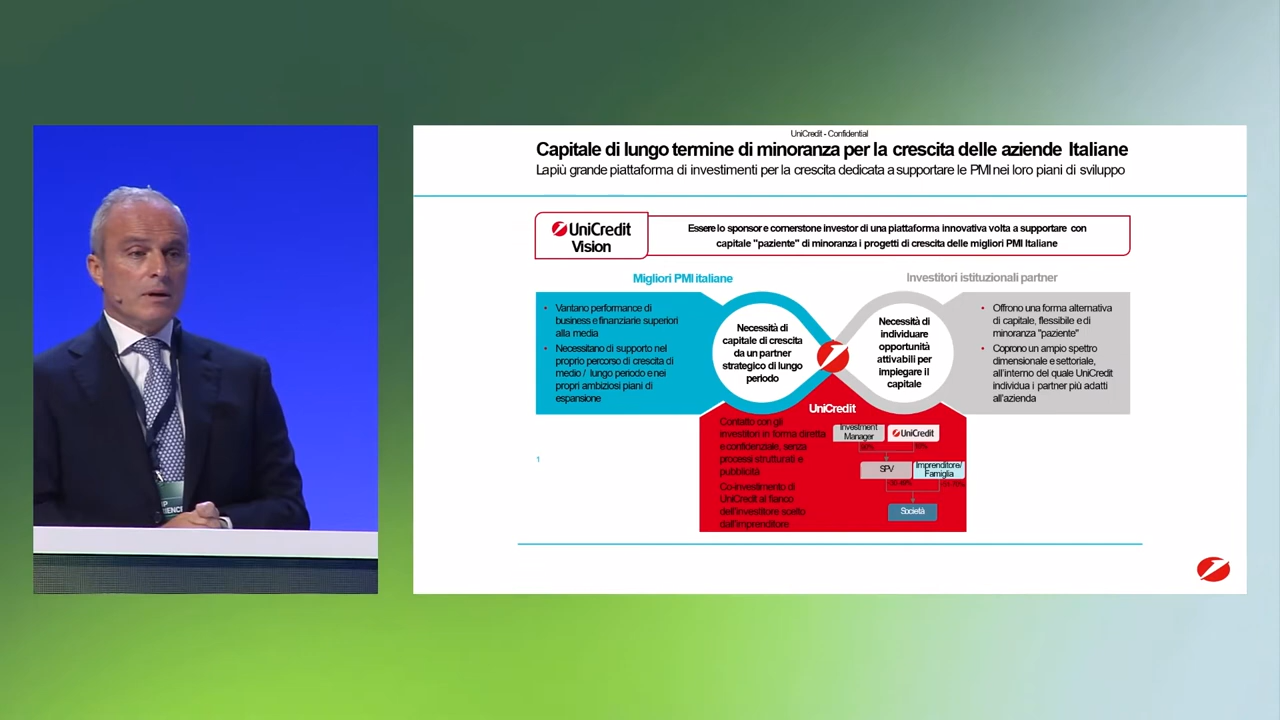 UniCredit - Confidential
Capitale di lungo termine di minoranza per la crescita delle aziende Italiane
La più grande piattaforma di investimenti per la crescita dedicata a supportare le PMI nei loro piani di sviluppo
UniCredit
Vision
Essere lo sponsor e cornerstone investor di una piattaforma innovativa volta a supportare con
capitale "paziente" di minoranza i progetti di crescita delle migliori PMI Italiane
Migliori PMI italiane
Investitori istituzionali partner
• Vantano performance di
business e finanziarie superiori
alla media
• Necessitano di supporto nel
proprio percorso di crescita di
medio / lungo periodo e nei
propri ambiziosi piani di
espansione
Necessità di
capitale di crescita
da un partner
strategico di lungo
periodo
Necessità di
individuare
opportunità
attivabili per
impiegare il
capitale
• Offrono una forma alternativa
di capitale, flessibile e di
minoranza "paziente"
• Coprono un ampio spettro
dimensionale e settoriale,
all'interno del quale UniCredit
individua i partner più adatti
all'azienda
UniCredit
Contatto con gli
investitori in forma diretta
e confidenziale, senza
processi strutturati e
pubblicità
Co-investimento di
UniCredit al fianco
dell'investitore scelto
dall'imprenditore
Investment
Manager
UniCredit
SPV
Imprenditore/
Famiglia
Società
1